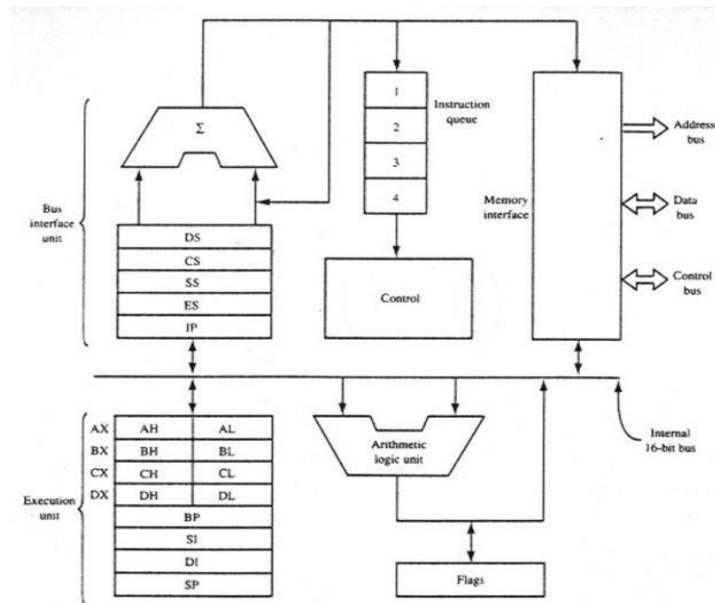 Σ
1
2
3
4
Instruction
queue
Memory
interface
Address
bus
Data
bus
Control
bus
Bus
interface
unit
DS
CS
SS
ES
IP
Control
Internal
16-bit bus
Execution
unit
AX AH AL
BX BH BL
CX CH CL
DX DH DL
BP
SI
DI
SP
Arithmetic
logic unit
Flags